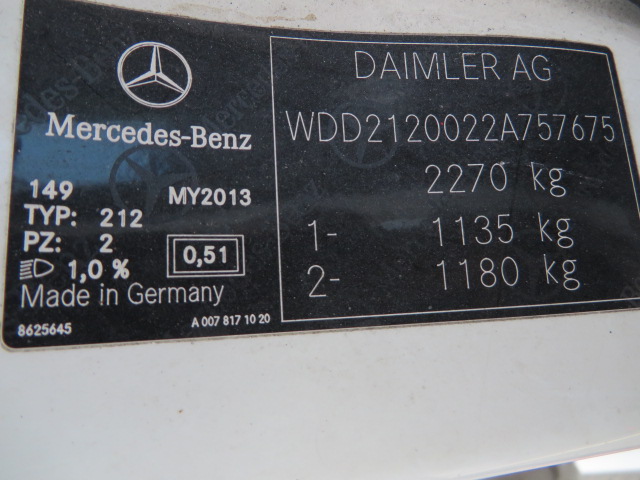 Mercedes-Benz
149 MY2013
TYP: 212
PZ: 2
1,0 % 0,51
Made in Germany
8625645 A 007 817 10 20
DAIMLER AG
WDD2120022A757675
2270 kg
1- 1135 kg
2- 1180 kg